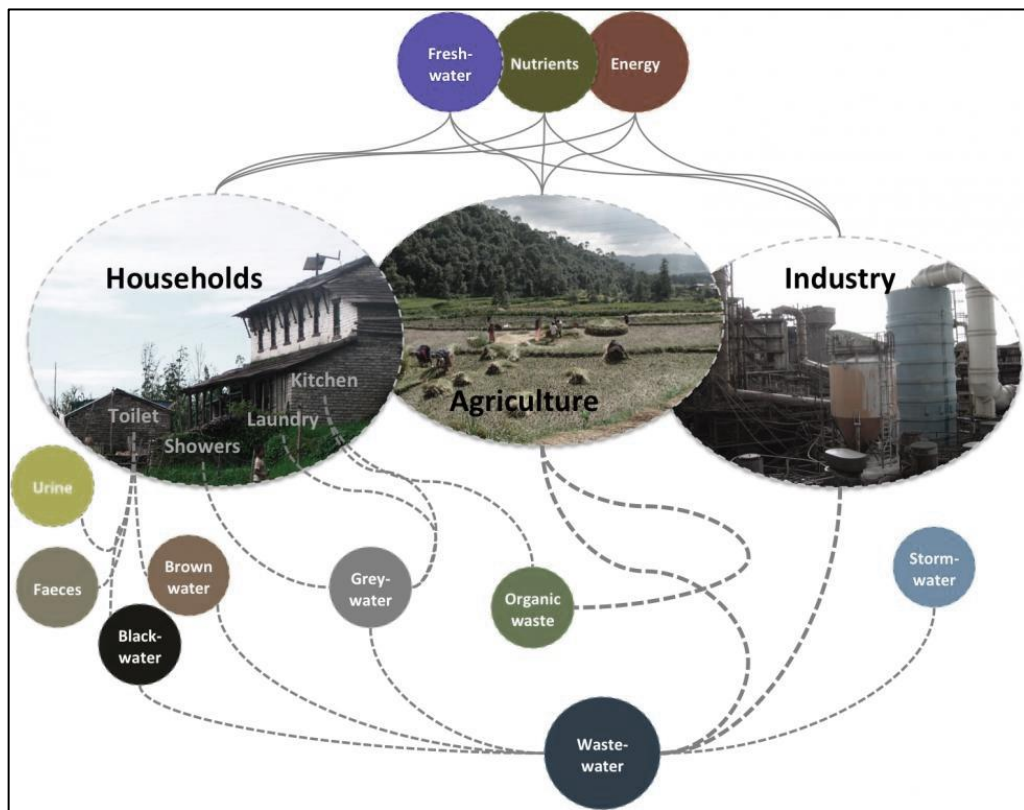 Fresh-
water
Nutrients
Energy
Households
Industry
Kitchen
Agriculture
Toilet
Laundry
Showers
Urine
Faeces
Brown
water
Grey-
water
Organic
waste
Storm-
water
Black-
water
Waste-
water